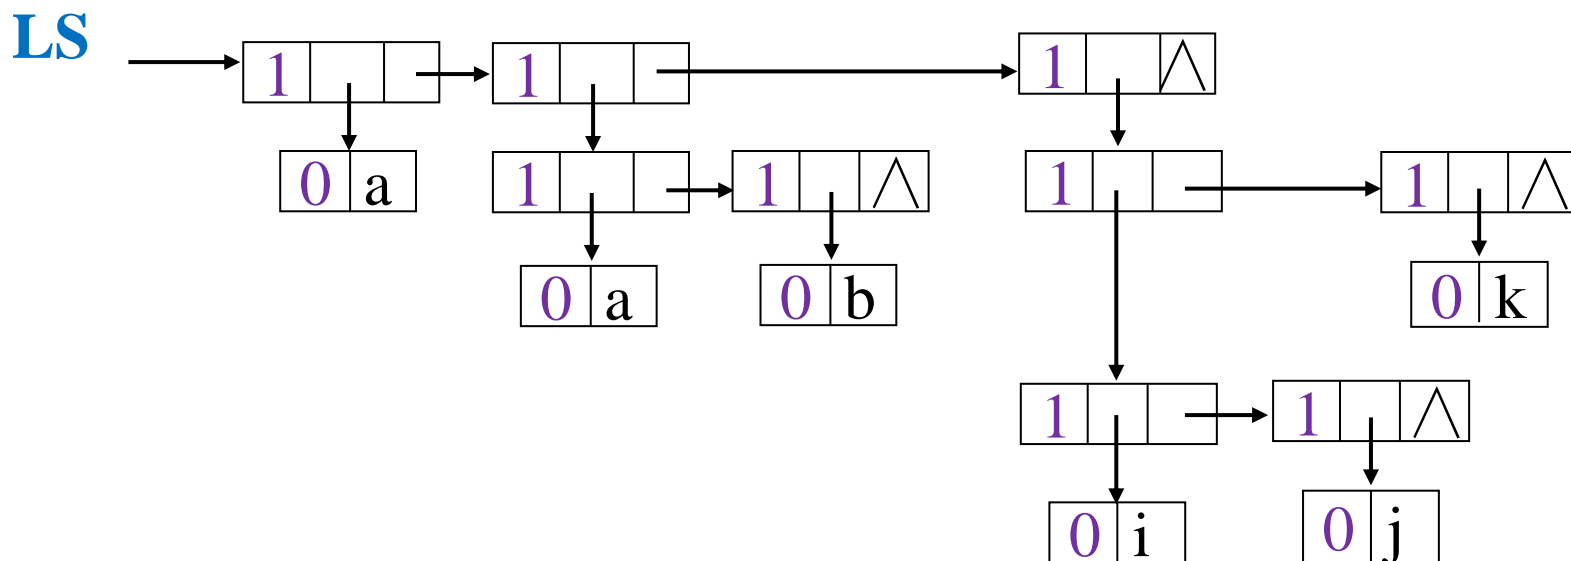 LS
1 1 1 ∧
0 a 1 1 ∧ 1 1 ∧
0 a 0 b 0 k
1 1 ∧
0 i 0 j